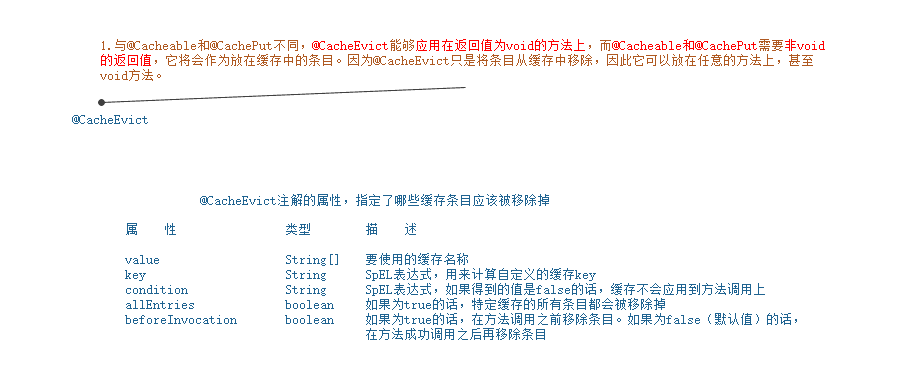 1.与@Cacheable和@CachePut不同，@CacheEvict能够应用在返回值为void的方法上，而@Cacheable和@CachePut需要非void
的返回值，它将会作为放在缓存中的条目。因为@CacheEvict只是将条目从缓存中移除，因此它可以放在任意的方法上，甚至
void方法。
@CacheEvict
@CacheEvict注解的属性，指定了哪些缓存条目应该被移除掉
属 性 类型 描 述
value String[] 要使用的缓存名称
key String SpEL表达式，用来计算自定义的缓存key
condition String SpEL表达式，如果得到的值是false的话，缓存不会应用到方法调用上
allEntries boolean 如果为true的话，特定缓存的所有条目都会被移除掉
beforeInvocation boolean 如果为true的话，在方法调用之前移除条目。如果为false（默认值）的话，
在方法成功调用之后再移除条目